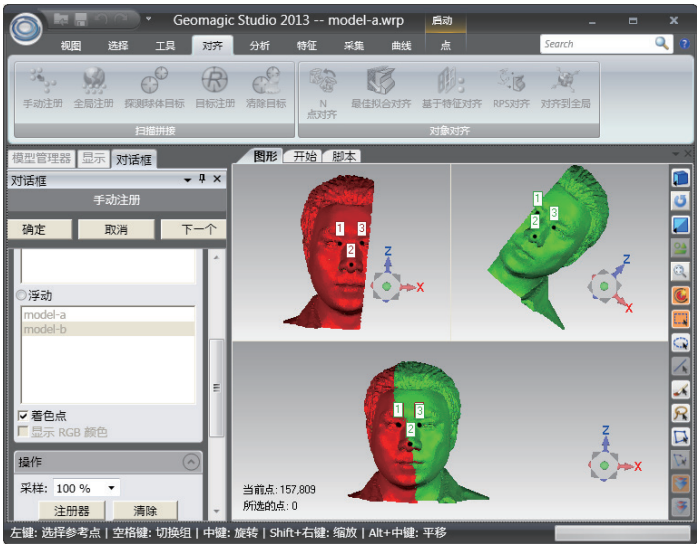 Geomagic Studio 2013 -- model-a.wrp
启动
视图 选择 工具 对齐 分析 特征 采集 曲线 点
Search
手动注册 全局注册 探测球体目标 目标注册 清除目标
N 点对齐 最佳拟合对齐 基于特征对齐 RPS对齐 对齐到全局
扫描拼接 对象对齐
模型管理器 显示 对话框
图形 开始 脚本
对话框
手动注册
确定 取消 下一个
浮动
model-a
model-b
着色点
显示 RGB 颜色
操作
采样: 100 %
注册器 清除
1 3
2
Z
X
1
2 3
Z
X
1 3
2
Z
X
当前点: 157,809
所选的点: 0
左键: 选择参考点 | 空格键: 切换组 | 中键: 旋转 | Shift+右键: 缩放 | Alt+中键: 平移